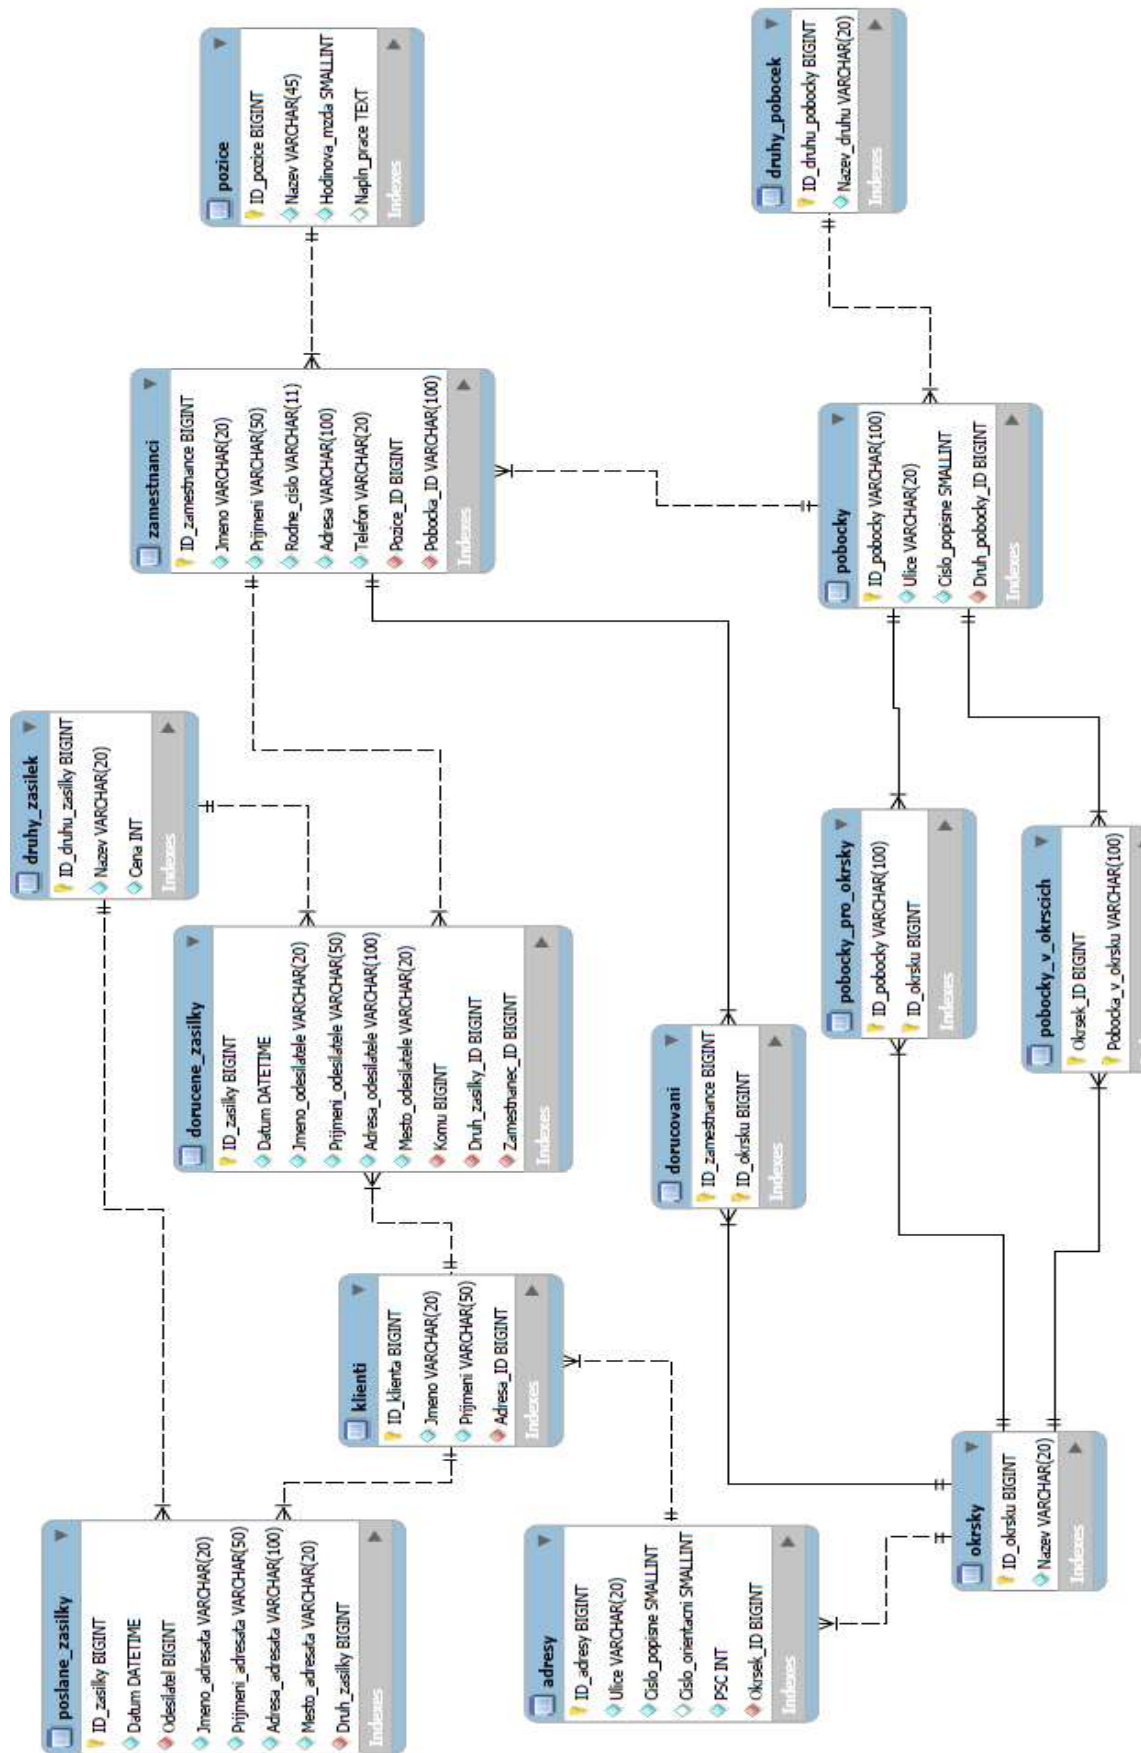 poslane_zasilky
ID_zasilky BIGINT
Datum DATETIME
Odesilatel BIGINT
Jmeno_adresata VARCHAR(20)
Prijmeni_adresata VARCHAR(50)
Adresa_adresata VARCHAR(100)
Mesto_adresata VARCHAR(20)
Druh_zasilky BIGINT
Indexes
druhy_zasilek
ID_druhu_zasilky BIGINT
Nazev VARCHAR(20)
Cena INT
Indexes
dorucene_zasilky
ID_zasilky BIGINT
Datum DATETIME
Jmeno_odesilatele VARCHAR(20)
Prijmeni_odesilatele VARCHAR(50)
Adresa_odesilatele VARCHAR(100)
Mesto_odesilatele VARCHAR(20)
Komu BIGINT
Druh_zasilky_ID BIGINT
Zamestnanec_ID BIGINT
Indexes
zamestnanci
ID_zamestnance BIGINT
Jmeno VARCHAR(20)
Prijmeni VARCHAR(50)
Rodne_cislo VARCHAR(11)
Adresa VARCHAR(100)
Telefon VARCHAR(20)
Pozice_ID BIGINT
Pobocka_ID VARCHAR(100)
Indexes
pozice
ID_pozice BIGINT
Nazev VARCHAR(45)
Hodinova_mzda SMALLINT
Napln_prace TEXT
Indexes
klienti
ID_klienta BIGINT
Jmeno VARCHAR(20)
Prijmeni VARCHAR(50)
Adresa_ID BIGINT
Indexes
adresy
ID_adresy BIGINT
Ulice VARCHAR(20)
Cislo_popisne SMALLINT
Cislo_orientacni SMALLINT
PSC INT
Okrsek_ID BIGINT
Indexes
dorucovani
ID_zamestnance BIGINT
ID_okrsku BIGINT
Indexes
druhy_pobocek
ID_druhu_pobocky BIGINT
Nazev_druhu VARCHAR(20)
Indexes
pobocky
ID_pobocky VARCHAR(100)
Ulice VARCHAR(20)
Cislo_popisne SMALLINT
Druh_pobocky_ID BIGINT
Indexes
pobocky_pro_okrsky
ID_pobocky VARCHAR(100)
ID_okrsku BIGINT
Indexes
okrsky
ID_okrsku BIGINT
Nazev VARCHAR(20)
Indexes
pobocky_v_okrscich
Okrsek_ID BIGINT
Pobocka_v_okrsku VARCHAR(100)
Indexes